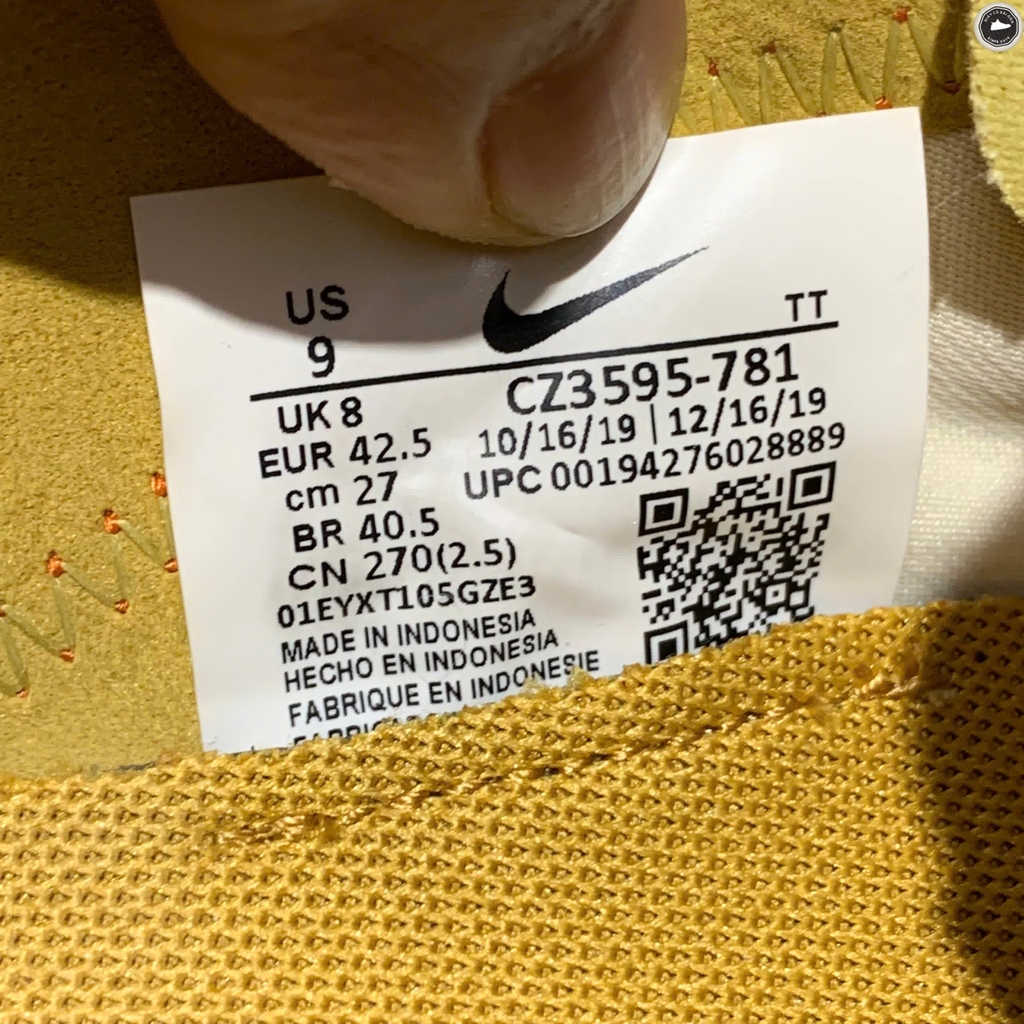 US TT
9
UK 8 CZ3595-781
EUR 42.5 10/16/19 | 12/16/19
cm 27 UPC 00194276028889
BR 40.5
CN 270(2.5)
01EYXT105GZE3
MADE IN INDONESIA
HECHO EN INDONESIA
FABRIQUE EN INDONESIE